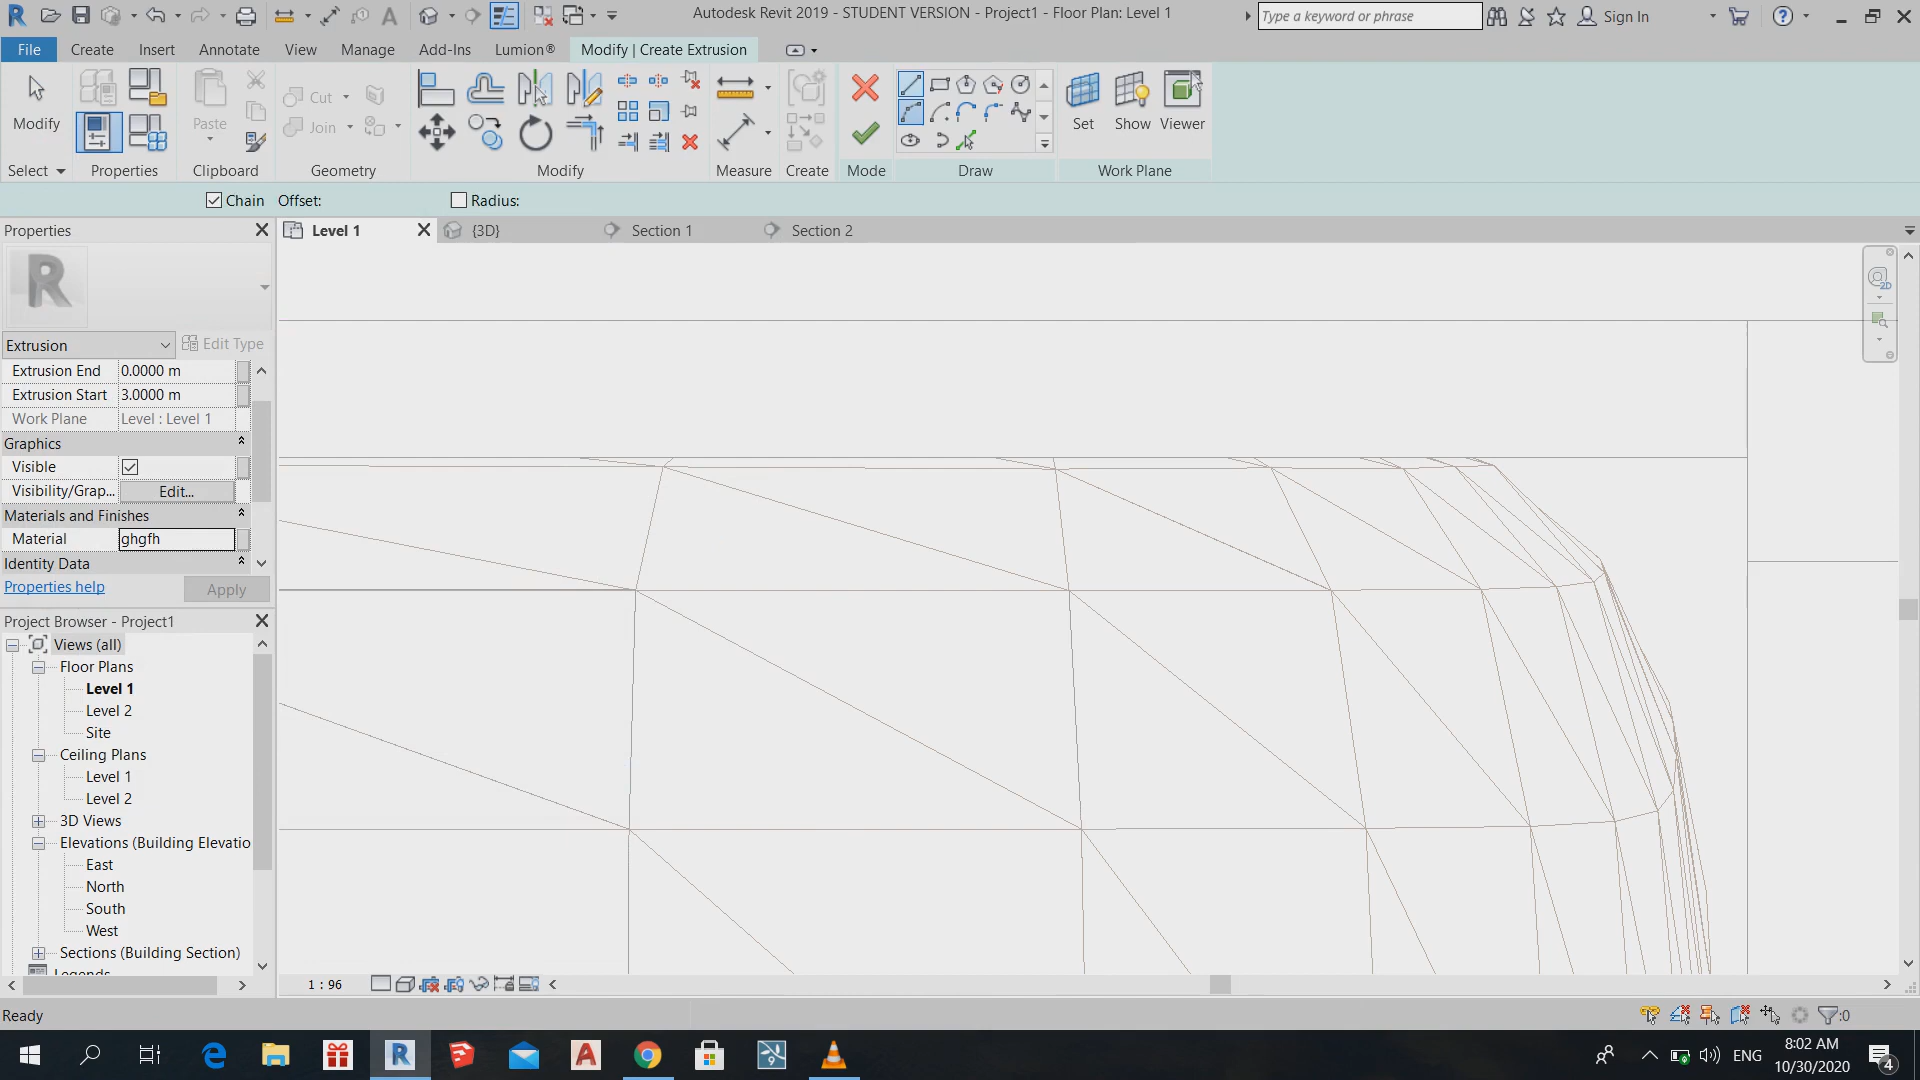 Autodesk Revit 2019 - STUDENT VERSION - Project1 - Floor Plan: Level 1
Type a keyword or phrase
Sign In
File
Create
Insert
Annotate
View
Manage
Add-Ins
Lumion®
Modify | Create Extrusion
Modify
Paste
Cut
Join
Set
Show
Viewer
Select
Properties
Clipboard
Geometry
Modify
Measure
Create
Mode
Draw
Work Plane
Chain
Offset:
Radius:
Properties
Level 1
{3D}
Section 1
Section 2
Extrusion
Edit Type
Extrusion End 0.0000 m
Extrusion Start 3.0000 m
Work Plane Level : Level 1
Graphics
Visible
Visibility/Grap... Edit...
Materials and Finishes
Material ghgfh
Identity Data
Properties help
Apply
Project Browser - Project1
Views (all)
Floor Plans
Level 1
Level 2
Site
Ceiling Plans
Level 1
Level 2
3D Views
Elevations (Building Elevatio
East
North
South
West
Sections (Building Section)
Legends
2D
1 : 96
Ready
:0
ENG
8:02 AM
10/30/2020
4